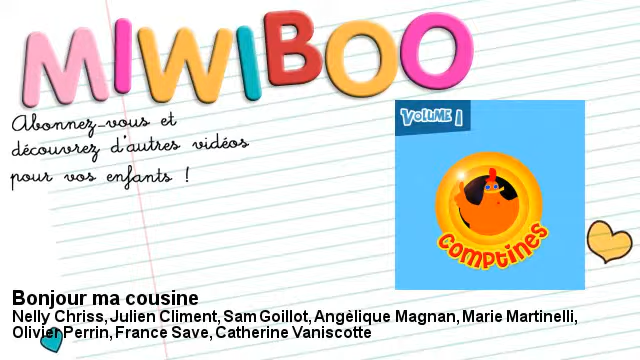 MIWIBOO
Abonnez-vous et
découvrez d'autres vidéos
pour vos enfants !
VOLUME 1
comptines
Bonjour ma cousine
Nelly Chriss, Julien Climent, Sam Goillot, Angèlique Magnan, Marie Martinelli,
Olivier Perrin, France Save, Catherine Vaniscotte